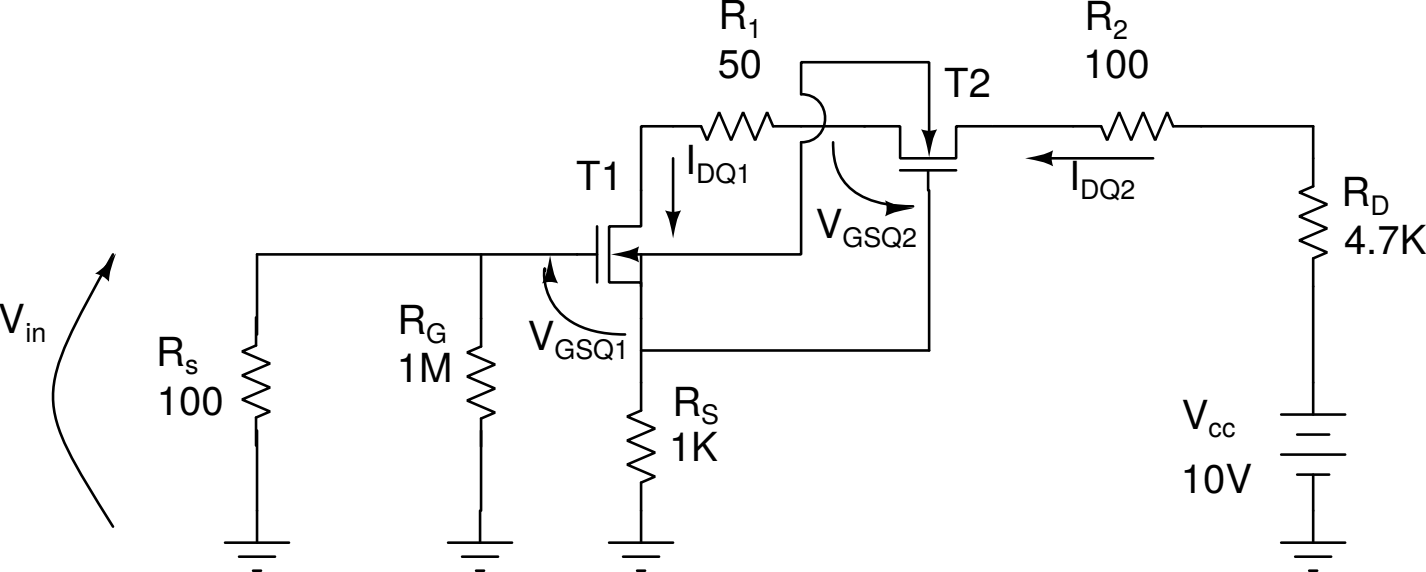 R1
50
R2
100
T2
T1
IDQ1
IDQ2
VGSQ2
RD
4.7K
Vin
Rs
100
RG
1M
VGSQ1
RS
1K
Vcc
10V